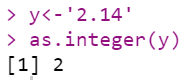 > y<-'2.14'
> as.integer(y)
[1] 2